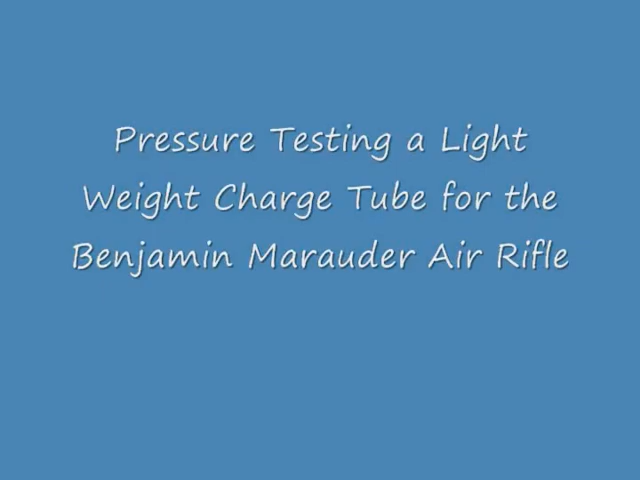 Pressure Testing a Light
Weight Charge Tube for the
Benjamin Marauder Air Rifle